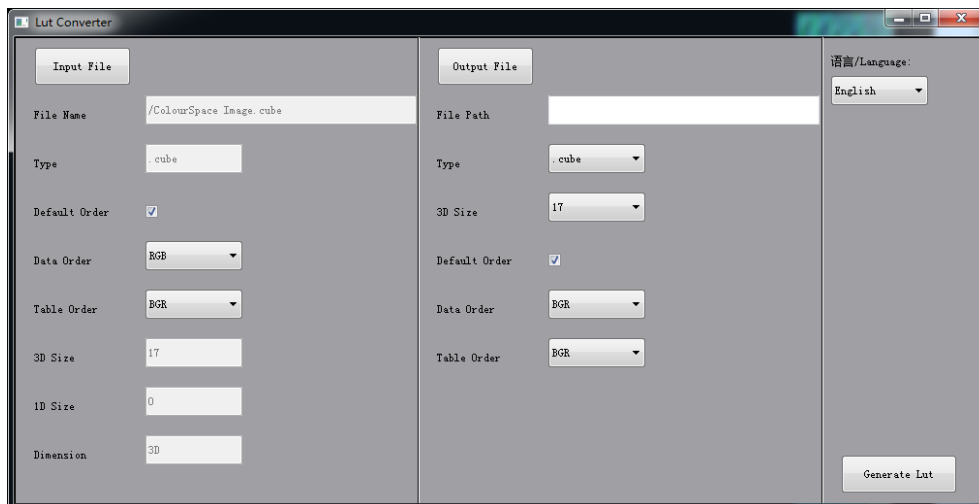 Lut Converter
Input File
File Name
/ColourSpace Image.cube
Type
.cube
Default Order
Data Order
RGB
Table Order
BGR
3D Size
17
1D Size
0
Dimension
3D
Output File
File Path
Type
.cube
3D Size
17
Default Order
Data Order
BGR
Table Order
BGR
语言/Language:
English
Generate Lut